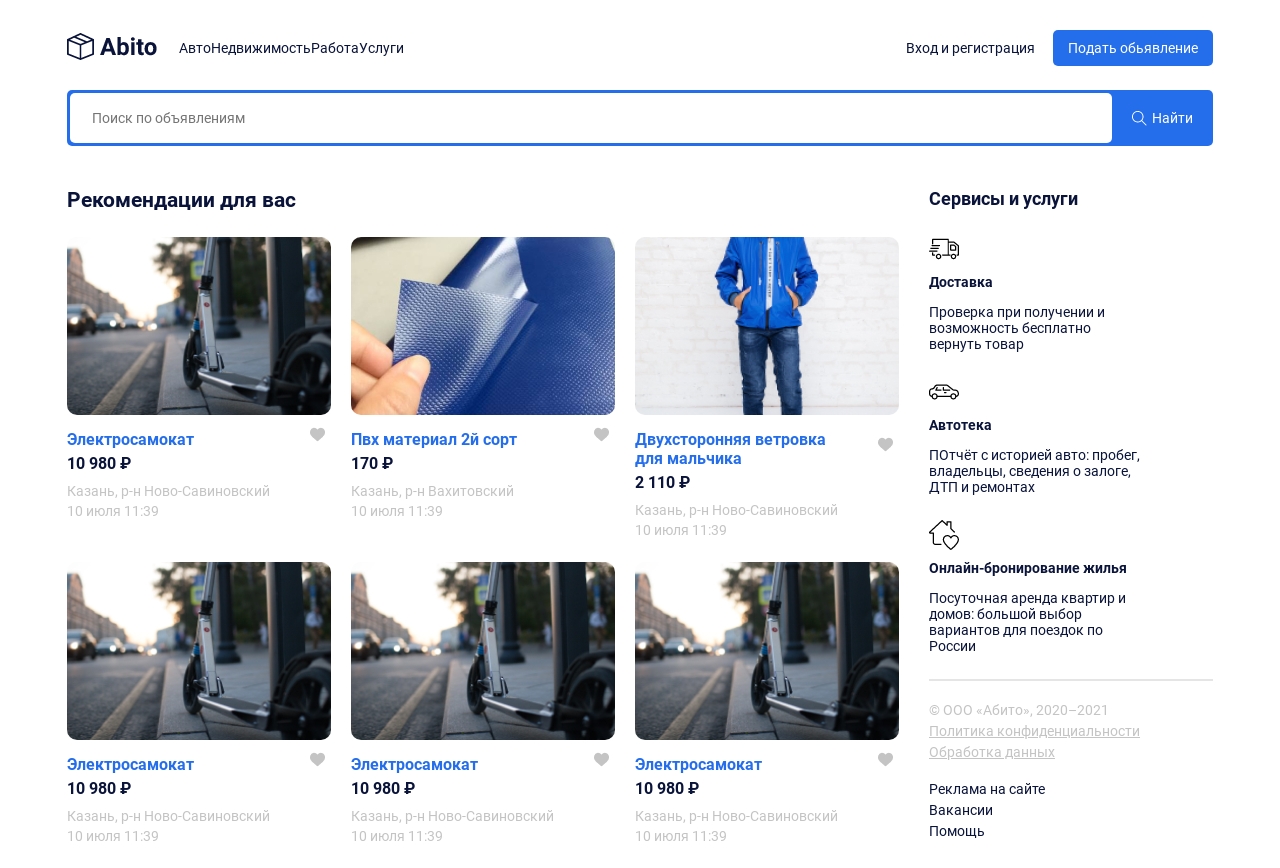 Abito АвтоНедвижимостьРаботаУслуги Вход и регистрация Подать обьявление
Поиск по объявлениям Найти
Рекомендации для вас
Электросамокат
10 980 ₽
Казань, р-н Ново-Савиновский
10 июля 11:39
Пвх материал 2й сорт
170 ₽
Казань, р-н Вахитовский
10 июля 11:39
Двухсторонняя ветровка
для мальчика
2 110 ₽
Казань, р-н Ново-Савиновский
10 июля 11:39
Электросамокат
10 980 ₽
Казань, р-н Ново-Савиновский
10 июля 11:39
Электросамокат
10 980 ₽
Казань, р-н Ново-Савиновский
10 июля 11:39
Электросамокат
10 980 ₽
Казань, р-н Ново-Савиновский
10 июля 11:39
Сервисы и услуги
Доставка
Проверка при получении и
возможность бесплатно
вернуть товар
Автотека
ПОтчёт с историей авто: пробег,
владельцы, сведения о залоге,
ДТП и ремонтах
Онлайн-бронирование жилья
Посуточная аренда квартир и
домов: большой выбор
вариантов для поездок по
России
© ООО «Абито», 2020–2021
Политика конфиденциальности
Обработка данных
Реклама на сайте
Вакансии
Помощь